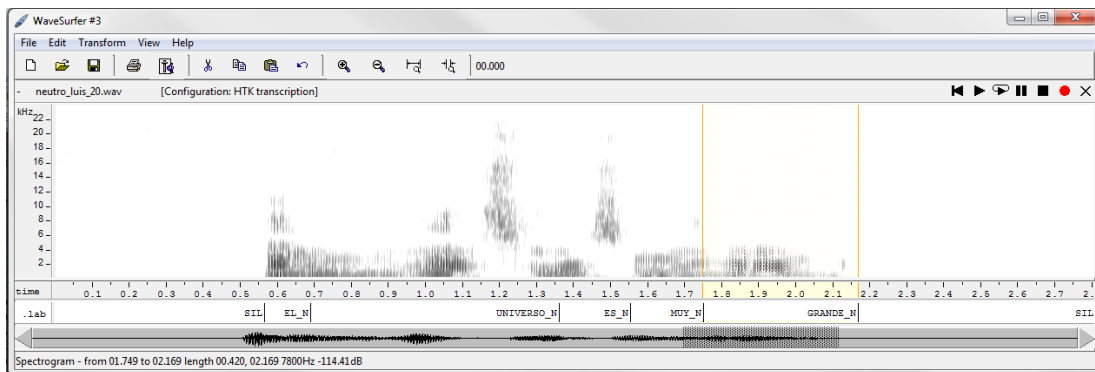 WaveSurfer #3
File Edit Transform View Help
00.000
- neutro_luis_20.wav [Configuration: HTK transcription]
kHz
22
20
18
16
14
12
10
8
6
4
2
time 0.1 0.2 0.3 0.4 0.5 0.6 0.7 0.8 0.9 1.0 1.1 1.2 1.3 1.4 1.5 1.6 1.7 1.8 1.9 2.0 2.1 2.2 2.3 2.4 2.5 2.6 2.7 2.
.lab SIL EL_N UNIVERSO_N ES_N MUY_N GRANDE_N SIL
Spectrogram - from 01.749 to 02.169 length 00.420, 02.169 7800Hz -114.41dB